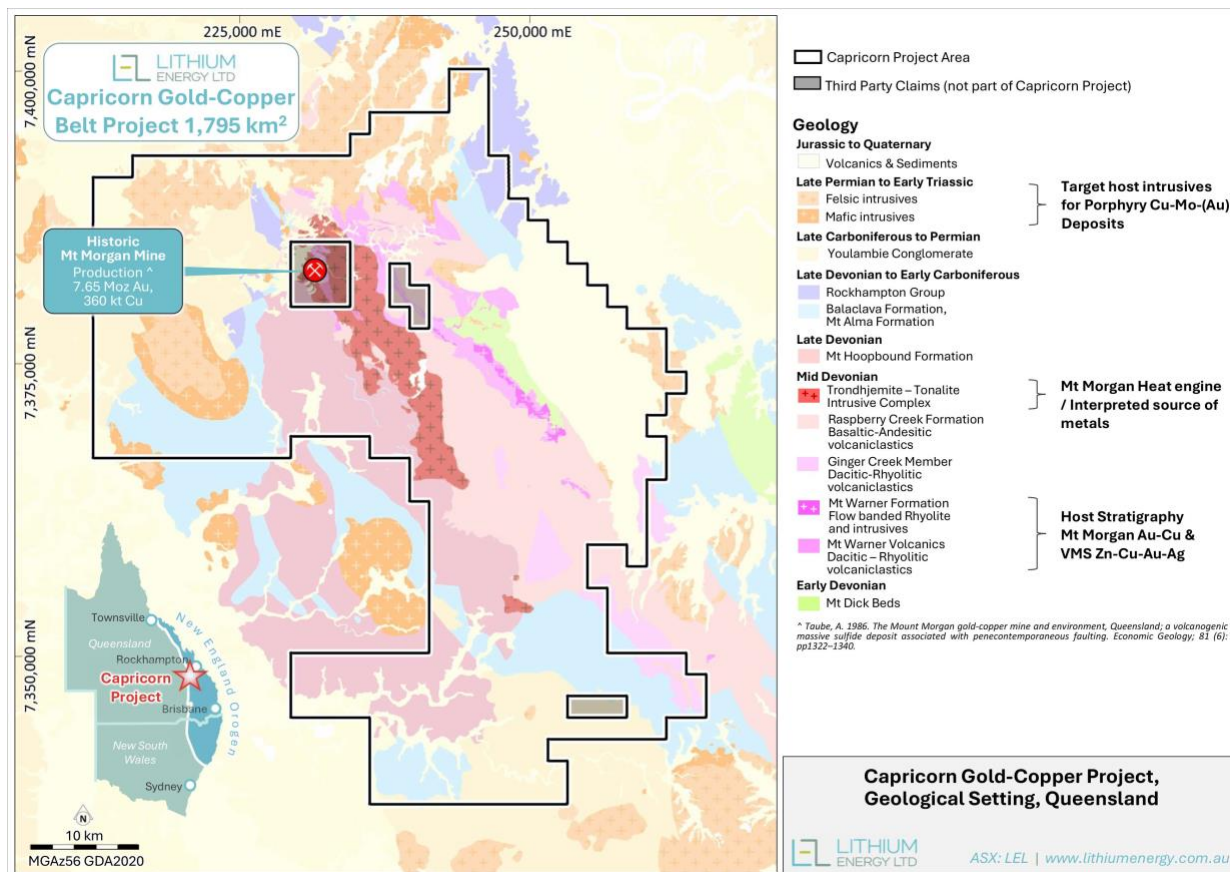 225,000 mE
250,000 mE
7,400,000 mN
7,375,000 mN
7,350,000 mN
LITHIUM
ENERGY LTD
Capricorn Gold-Copper
Belt Project 1,795 km²
Historic
Mt Morgan Mine
Production ^
7.65 Moz Au,
360 kt Cu
Townsville
Queensland
Rockhampton
Capricorn
Project
Brisbane
New England Orogen
New South
Wales
Sydney
N
10 km
MGAz56 GDA2020
Capricorn Project Area
Third Party Claims (not part of Capricorn Project)
Geology
Jurassic to Quaternary
Volcanics & Sediments
Late Permian to Early Triassic
Felsic intrusives
Mafic intrusives
Target host intrusives
for Porphyry Cu-Mo-(Au)
Deposits
Late Carboniferous to Permian
Youlambie Conglomerate
Late Devonian to Early Carboniferous
Rockhampton Group
Balaclava Formation,
Mt Alma Formation
Late Devonian
Mt Hoopbound Formation
Mid Devonian
Trondhjemite – Tonalite
Intrusive Complex
Mt Morgan Heat engine
/ Interpreted source of
metals
Raspberry Creek Formation
Basaltic-Andesitic
volcaniclastics
Ginger Creek Member
Dacitic-Rhyolitic
volcaniclastics
Mt Warner Formation
Flow banded Rhyolite
and intrusives
Mt Warner Volcanics
Dacitic – Rhyolitic
volcaniclastics
Host Stratigraphy
Mt Morgan Au-Cu &
VMS Zn-Cu-Au-Ag
Early Devonian
Mt Dick Beds
^ Taube, A. 1986. The Mount Morgan gold-copper mine and environment, Queensland; a volcanogenic
massive sulfide deposit associated with penecontemporaneous faulting. Economic Geology; 81 (6):
pp1322–1340.
Capricorn Gold-Copper Project,
Geological Setting, Queensland
LITHIUM
ENERGY LTD
ASX: LEL | www.lithiumenergy.com.au